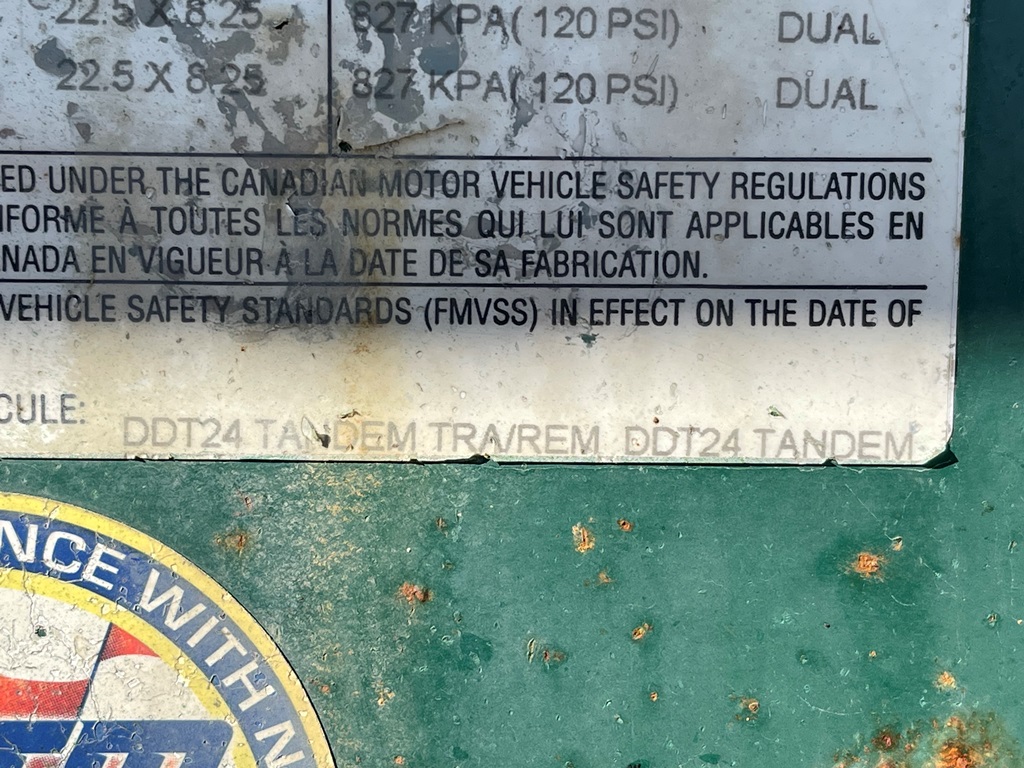 22.5 X 8.25 827 KPA( 120 PSI) DUAL
22.5 X 8.25 827 KPA( 120 PSI) DUAL
ED UNDER THE CANADIAN MOTOR VEHICLE SAFETY REGULATIONS
NFORME À TOUTES LES NORMES QUI LUI SONT APPLICABLES EN
ANADA EN VIGUEUR À LA DATE DE SA FABRICATION.
VEHICLE SAFETY STANDARDS (FMVSS) IN EFFECT ON THE DATE OF
CULE:
DDT24 TANDEM TRA/REM DDT24 TANDEM
NCE WITH N